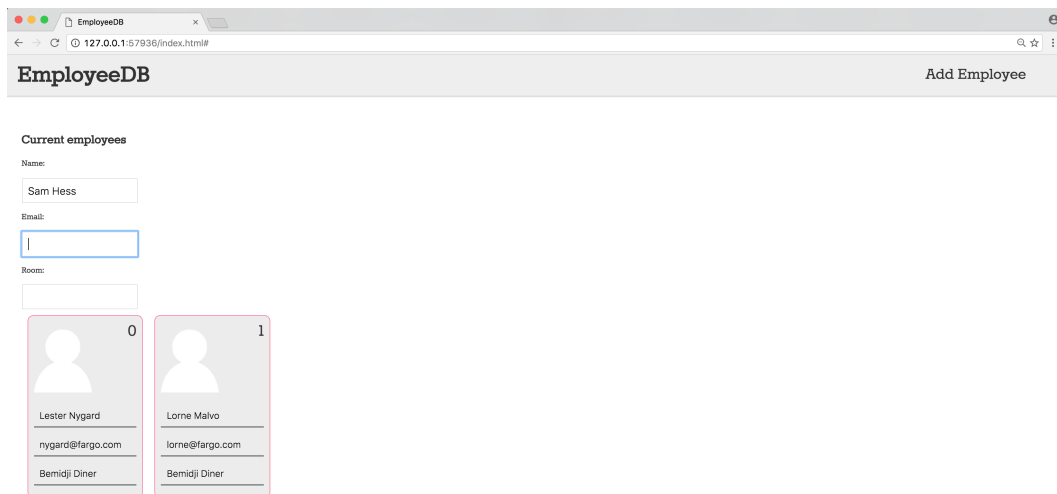 EmployeeDB
127.0.0.1:57936/index.html#
EmployeeDB
Add Employee
Current employees
Name:
Sam Hess
Email:
Room:
0
1
Lester Nygard
Lorne Malvo
nygard@fargo.com
lorne@fargo.com
Bemidji Diner
Bemidji Diner